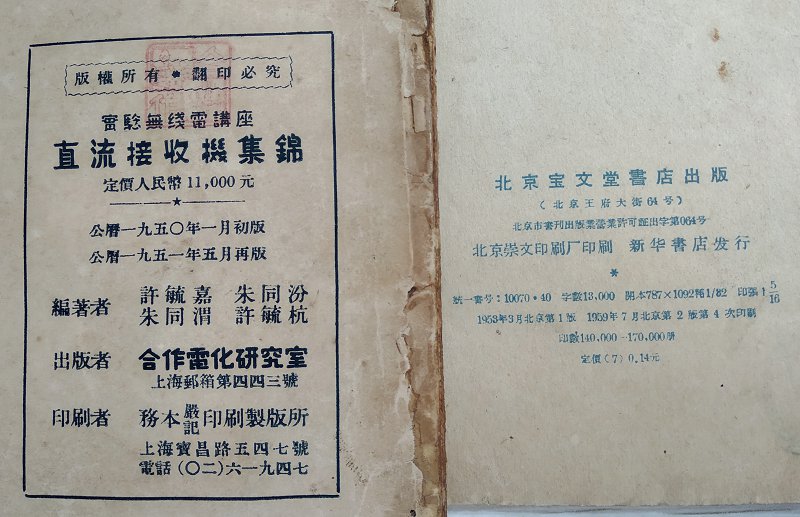 版權所有 ● 翻印必究
實驗無线電講座
直流接收機集錦
定價人民幣 11,000 元
公曆一九五〇年一月初版
公曆一九五一年五月再版
編著者 許毓嘉 朱同汾
朱同渭 許毓杭
出版者 合作電化研究室
上海郵箱第四四三號
印刷者 務本嚴記印刷製版所
上海寶昌路五四七號
電話(〇二)六一九四七
北京宝文堂書店出版
(北京王府大街64号)
北京市書刊出版業營業許可証出字第064号
北京崇文印刷厂印刷 新华書店发行
*
統一書号:10070·40 字數13,000 開本787×1092粍1/32 印張 5/16
1953年3月北京第1版 1959年7月北京第2版第4次印刷
印數140,000—170,000册
定價(7) 0.14元